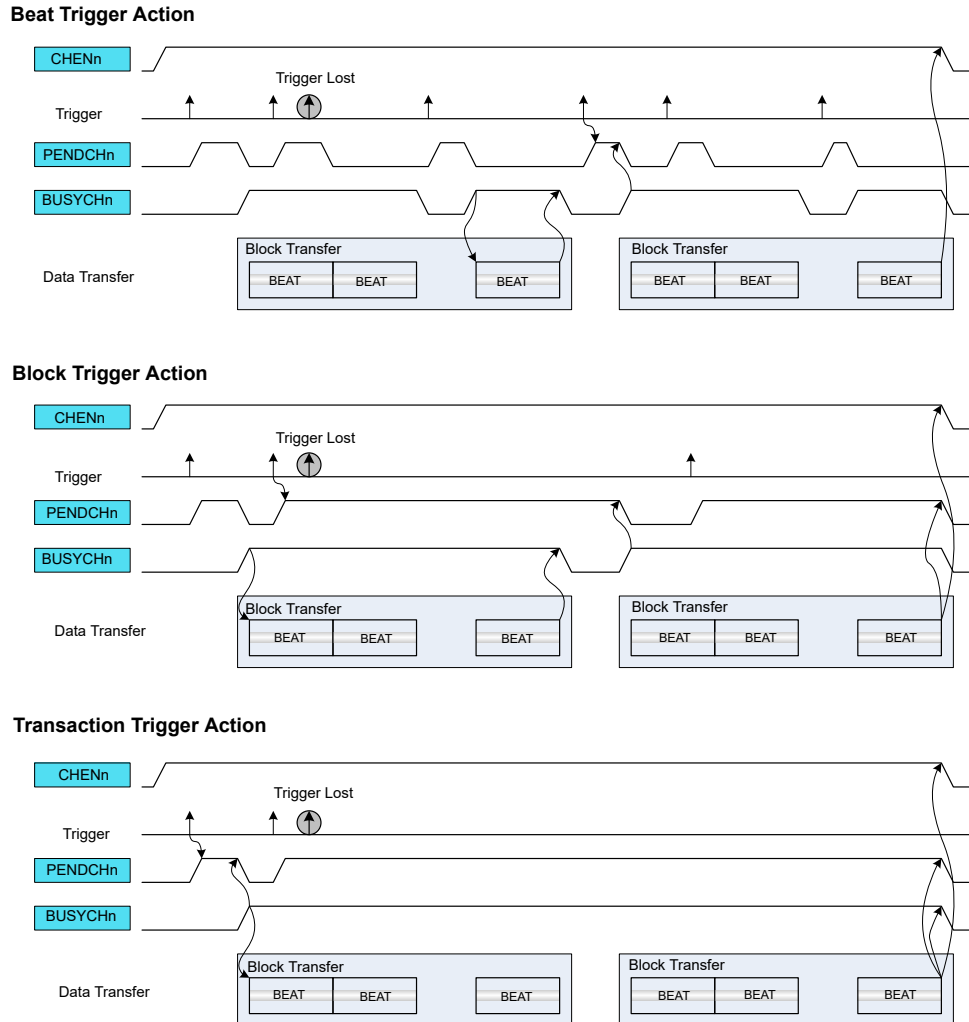 Beat Trigger Action
CHENn
Trigger Lost
Trigger
PENDCHn
BUSYCHn
Block Transfer
Block Transfer
Data Transfer
BEAT
BEAT
BEAT
BEAT
BEAT
BEAT
Block Trigger Action
CHENn
Trigger Lost
Trigger
PENDCHn
BUSYCHn
Block Transfer
Block Transfer
Data Transfer
BEAT
BEAT
BEAT
BEAT
BEAT
BEAT
Transaction Trigger Action
CHENn
Trigger Lost
Trigger
PENDCHn
BUSYCHn
Block Transfer
Block Transfer
Data Transfer
BEAT
BEAT
BEAT
BEAT
BEAT
BEAT